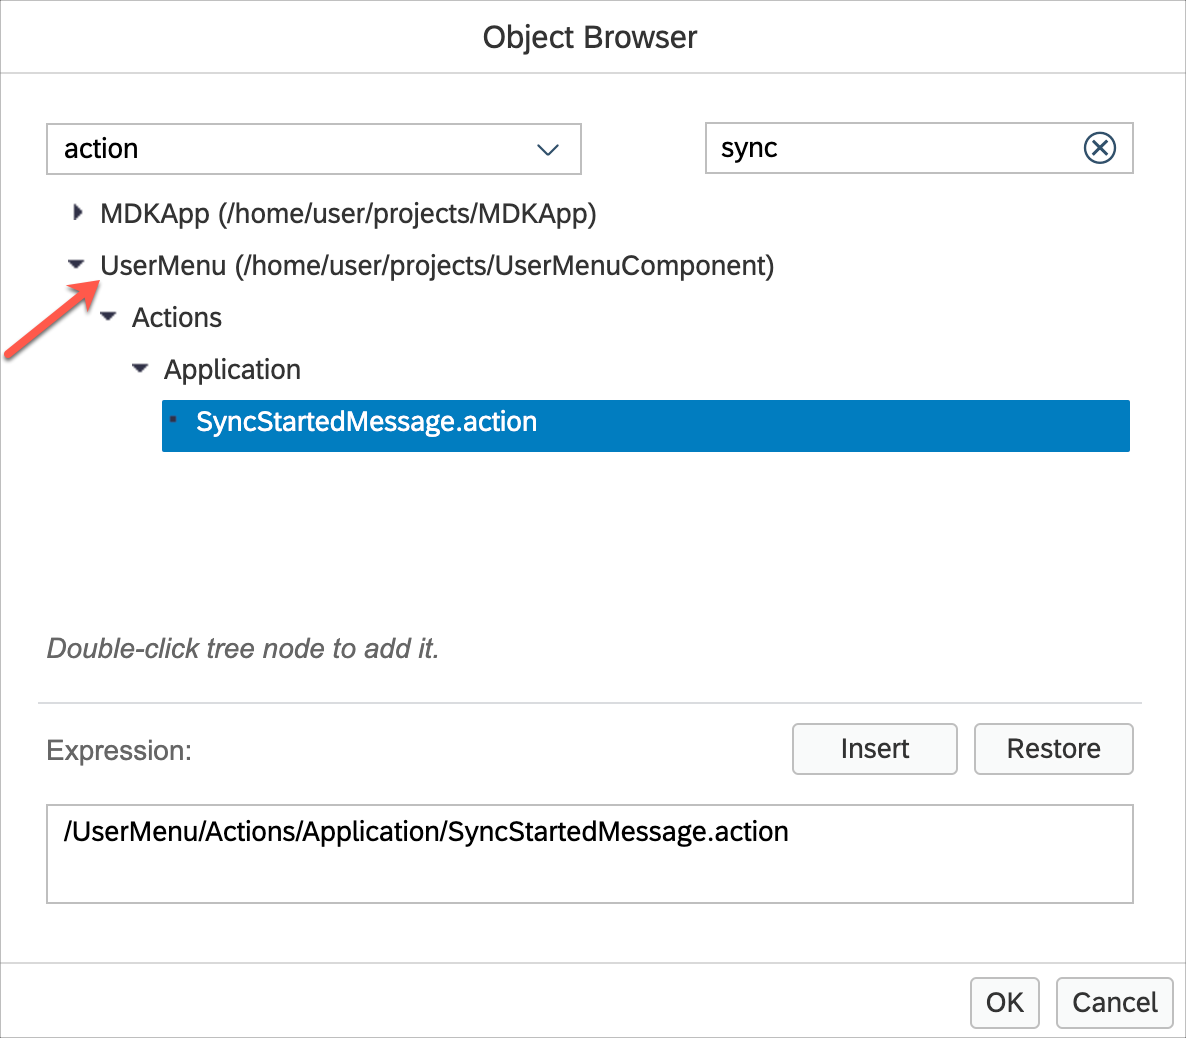 Object Browser
action
sync
MDKApp (/home/user/projects/MDKApp)
UserMenu (/home/user/projects/UserMenuComponent)
Actions
Application
SyncStartedMessage.action
Double-click tree node to add it.
Expression:
Insert
Restore
/UserMenu/Actions/Application/SyncStartedMessage.action
OK
Cancel